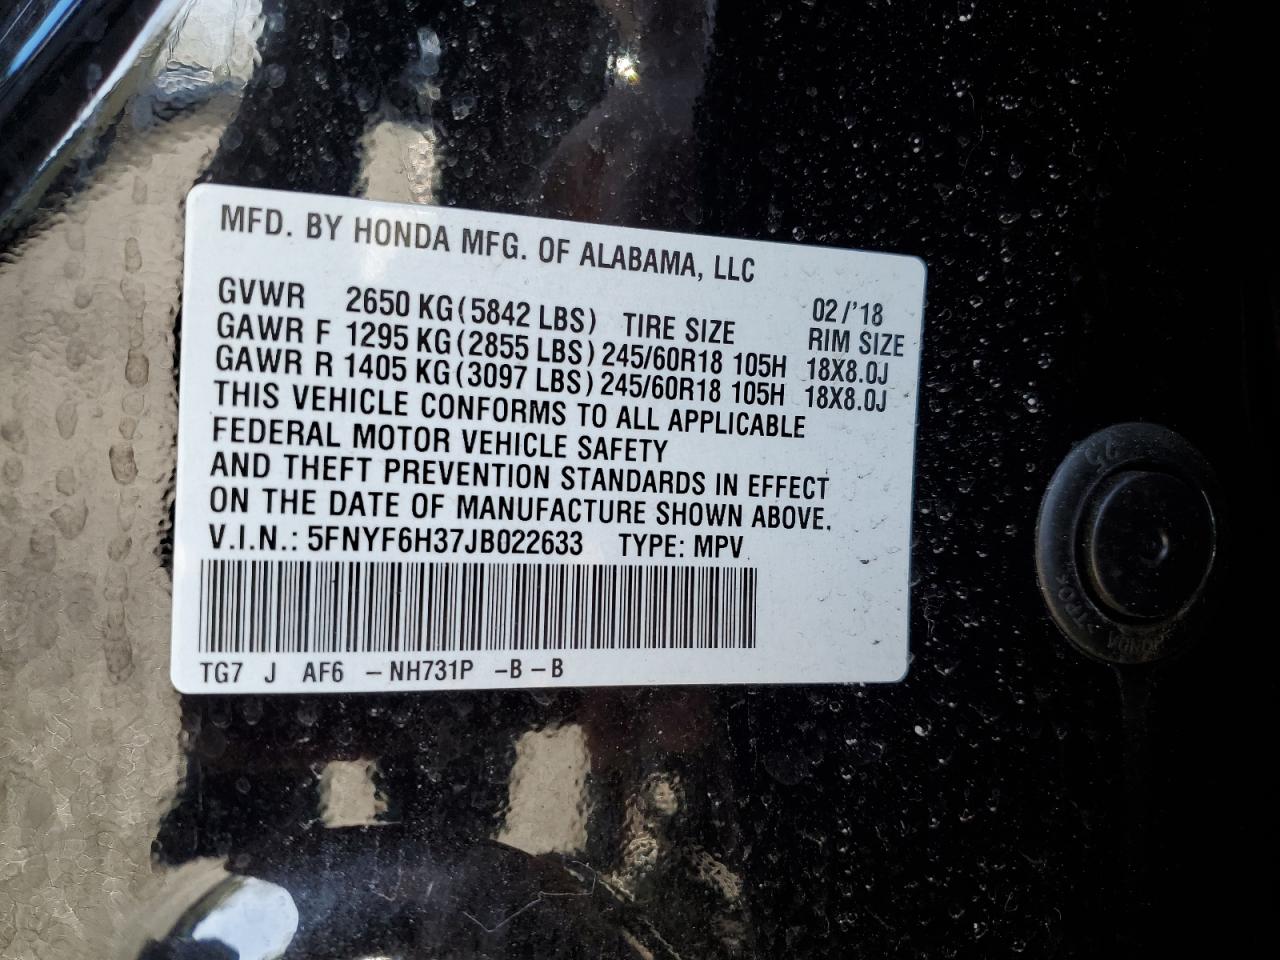 MFD. BY HONDA MFG. OF ALABAMA, LLC
02/'18
GVWR 2650 KG(5842 LBS) TIRE SIZE RIM SIZE
GAWR F 1295 KG(2855 LBS) 245/60R18 105H 18X8.0J
GAWR R 1405 KG(3097 LBS) 245/60R18 105H 18X8.0J
THIS VEHICLE CONFORMS TO ALL APPLICABLE
FEDERAL MOTOR VEHICLE SAFETY
AND THEFT PREVENTION STANDARDS IN EFFECT
ON THE DATE OF MANUFACTURE SHOWN ABOVE.
V.I.N.: 5FNYF6H37JB022633 TYPE: MPV
TG7 J AF6 –NH731P –B–B
25